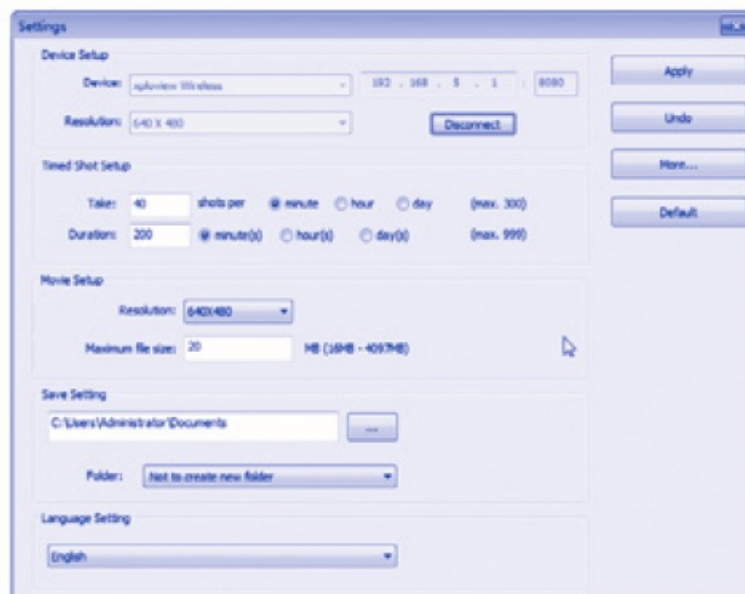 Settings
Device Setup
Device: xploview Wireless 192 . 168 . 5 . 1 : 8080
Apply
Resolution: 640 X 480 Disconnect
Undo
Timed Shot Setup
More...
Take: 40 shots per minute hour day (max. 300)
Default
Duration: 200 minute(s) hour(s) day(s) (max. 999)
Movie Setup
Resolution: 640X480
Maximum file size: 20 MB (16MB - 4097MB)
Save Setting
C:\Users\Administrator\Documents ...
Folder: Not to create new folder
Language Setting
English